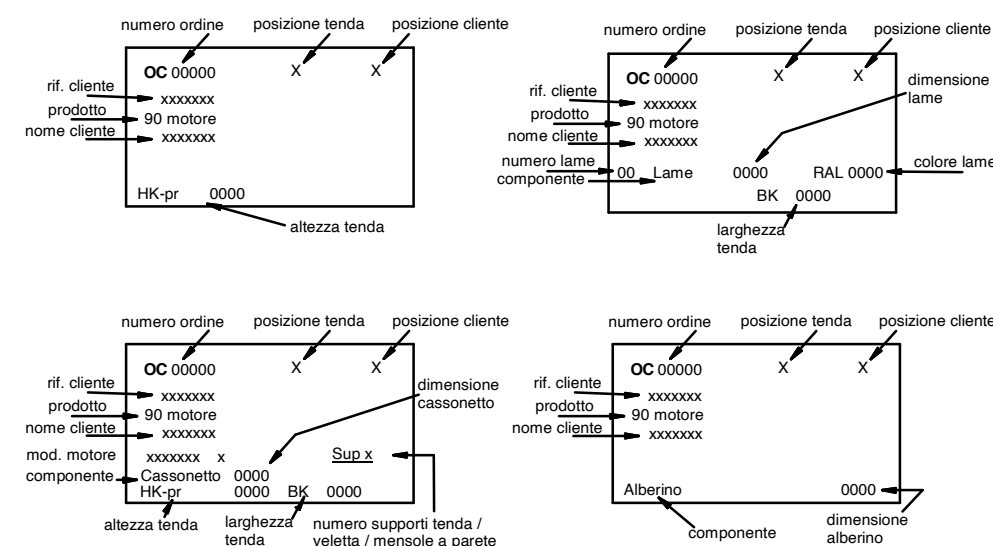 numero ordine posizione tenda posizione cliente
OC 00000 X X
rif. cliente
xxxxxxx
prodotto 90 motore
nome cliente xxxxxxx
HK-pr 0000
altezza tenda
numero ordine posizione tenda posizione cliente
OC 00000 X X
dimensione
lame
rif. cliente
xxxxxxx
prodotto 90 motore
nome cliente xxxxxxx
numero lame
componente
00 Lame 0000 RAL 0000 colore lame
BK 0000
larghezza
tenda
numero ordine posizione tenda posizione cliente
OC 00000 X X
rif. cliente
xxxxxxx
dimensione
cassonetto
prodotto 90 motore
nome cliente xxxxxxx
mod. motore xxxxxxx x Sup x
componente Cassonetto 0000
HK-pr 0000 BK 0000
altezza tenda
larghezza
tenda
numero supporti tenda /
veletta / mensole a parete
numero ordine posizione tenda posizione cliente
OC 00000 X X
rif. cliente
xxxxxxx
prodotto 90 motore
nome cliente xxxxxxx
Alberino 0000
componente
dimensione
alberino